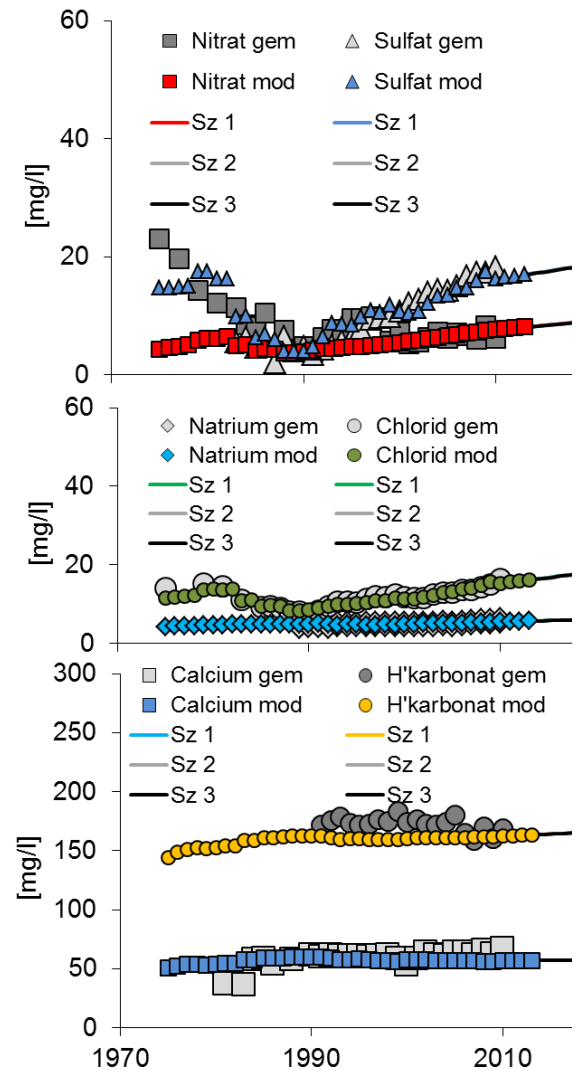 60
Nitrat gem Sulfat gem
Nitrat mod Sulfat mod
Sz 1 Sz 1
40
Sz 2 Sz 2
Sz 3 Sz 3
[mg/l]
20
0
60
Natrium gem Chlorid gem
Natrium mod Chlorid mod
Sz 1 Sz 1
40
Sz 2 Sz 2
Sz 3 Sz 3
[mg/l]
20
0
300
Calcium gem H'karbonat gem
Calcium mod H'karbonat mod
250
Sz 1 Sz 1
Sz 2 Sz 2
200
Sz 3 Sz 3
[mg/l]
150
100
50
0
1970 1990 2010